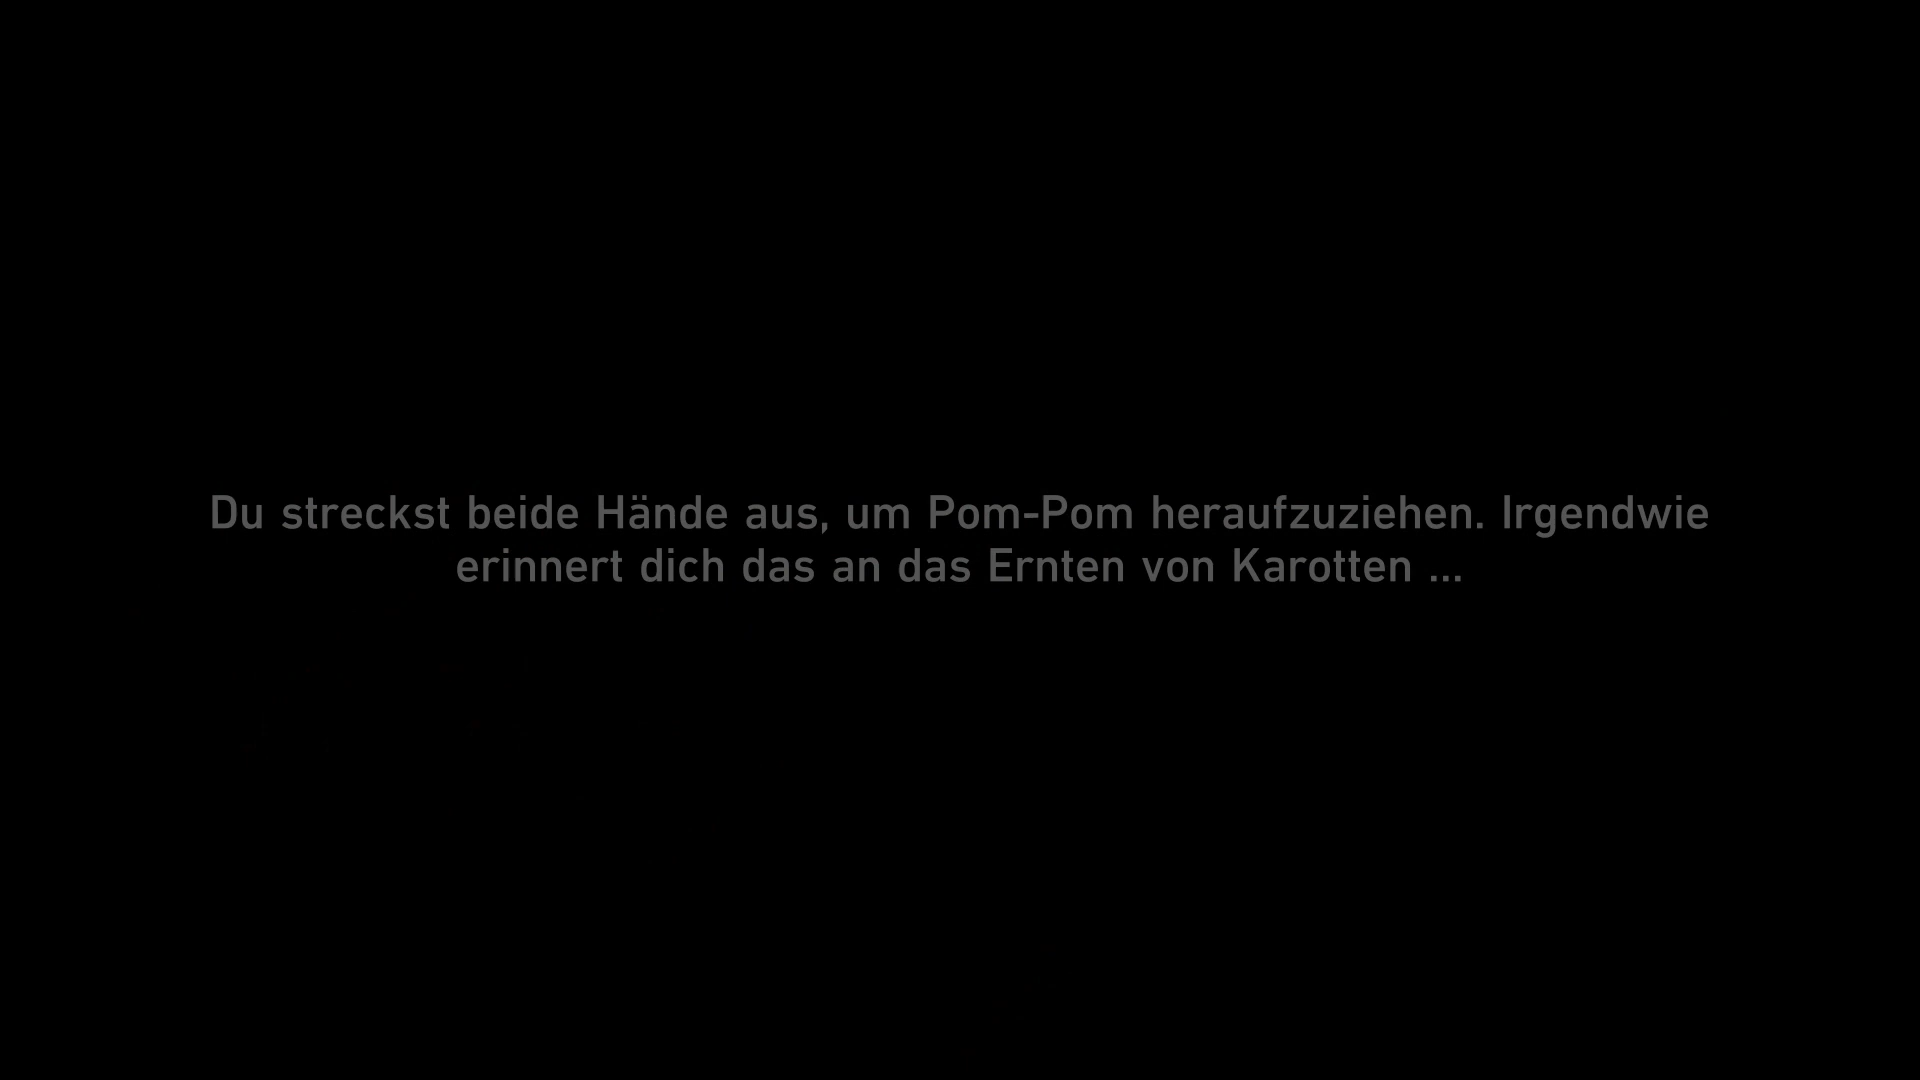 Du streckst beide Hände aus, um Pom-Pom heraufzuziehen. Irgendwie
erinnert dich das an das Ernten von Karotten ...